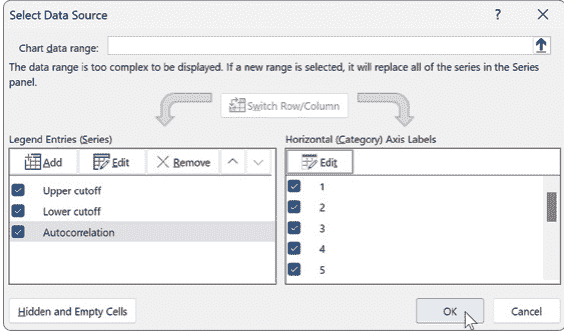 Select Data Source
?
Chart data range:
The data range is too complex to be displayed. If a new range is selected, it will replace all of the series in the Series
panel.
Switch Row/Column
Legend Entries (Series)
Horizontal (Category) Axis Labels
Add
Edit
Remove
Edit
Upper cutoff
1
Lower cutoff
2
Autocorrelation
3
4
5
Hidden and Empty Cells
OK
Cancel